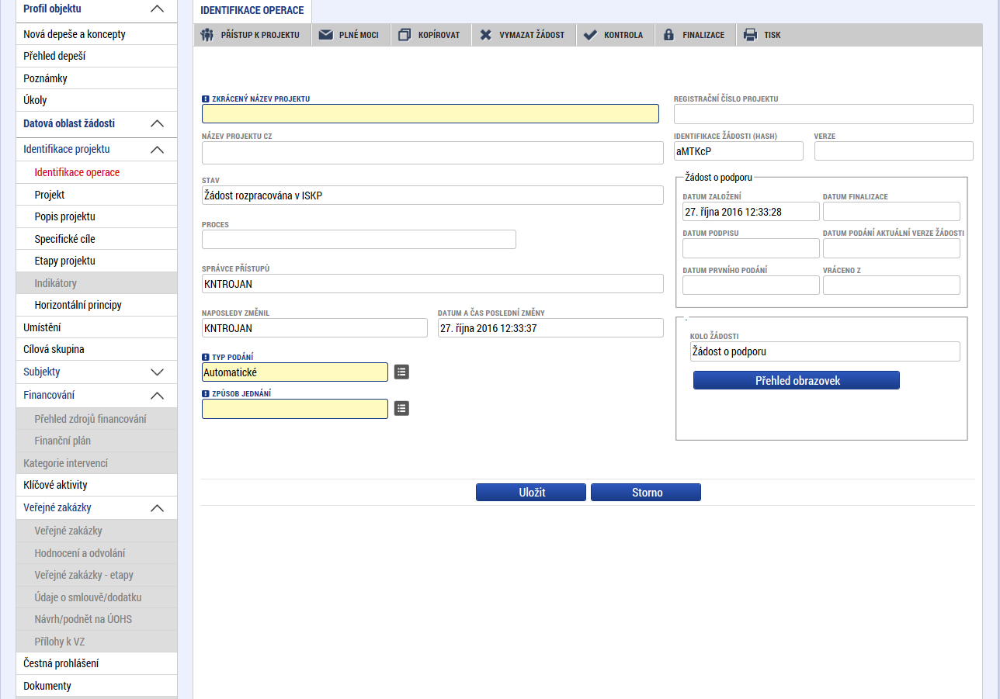 Profil objektu
Nová depeše a koncepty
Přehled depeší
Poznámky
Úkoly
Datová oblast žádosti
Identifikace projektu
Identifikace operace
Projekt
Popis projektu
Specifické cíle
Etapy projektu
Indikátory
Horizontální principy
Umístění
Cílová skupina
Subjekty
Financování
Přehled zdrojů financování
Finanční plán
Kategorie intervencí
Klíčové aktivity
Veřejné zakázky
Veřejné zakázky
Hodnocení a odvolání
Veřejné zakázky - etapy
Údaje o smlouvě/dodatku
Návrh/podnět na ÚOHS
Přílohy k VZ
Čestná prohlášení
Dokumenty
IDENTIFIKACE OPERACE
PŘÍSTUP K PROJEKTU PLNÉ MOCI KOPÍROVAT VYMAZAT ŽÁDOST KONTROLA FINALIZACE TISK
ZKRÁCENÝ NÁZEV PROJEKTU
NÁZEV PROJEKTU CZ
STAV
Žádost rozpracována v ISKP
PROCES
SPRÁVCE PŘÍSTUPŮ
KNTROJAN
NAPOSLEDY ZMĚNIL DATUM A ČAS POSLEDNÍ ZMĚNY
KNTROJAN 27. října 2016 12:33:37
TYP PODÁNÍ
Automatické
ZPŮSOB JEDNÁNÍ
REGISTRAČNÍ ČÍSLO PROJEKTU
IDENTIFIKACE ŽÁDOSTI (HASH) VERZE
aMTKcP
Žádost o podporu
DATUM ZALOŽENÍ DATUM FINALIZACE
27. října 2016 12:33:28
DATUM PODPISU DATUM PODÁNÍ AKTUÁLNÍ VERZE ŽÁDOSTI
DATUM PRVNÍHO PODÁNÍ VRÁCENO Z
KOLO ŽÁDOSTI
Žádost o podporu
Přehled obrazovek
Uložit Storno